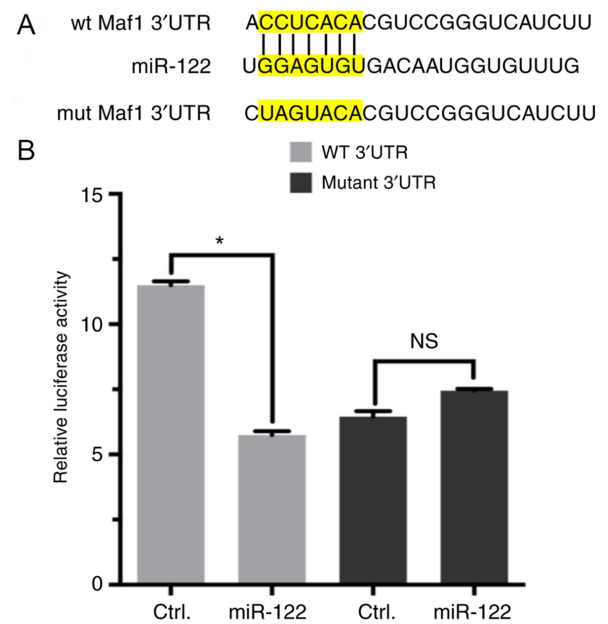 A
wt Maf1 3′UTR ACCUCACACGUCCGGGUCAUCUU
miR-122 UGGAGUGUGACAAUGGUGUUUG
mut Maf1 3′UTR CUAGUACACGUCCGGGUCAUCUU
B
WT 3′UTR
Mutant 3′UTR
Relative luciferase activity
15
10
5
0
*
NS
Ctrl. miR-122 Ctrl. miR-122